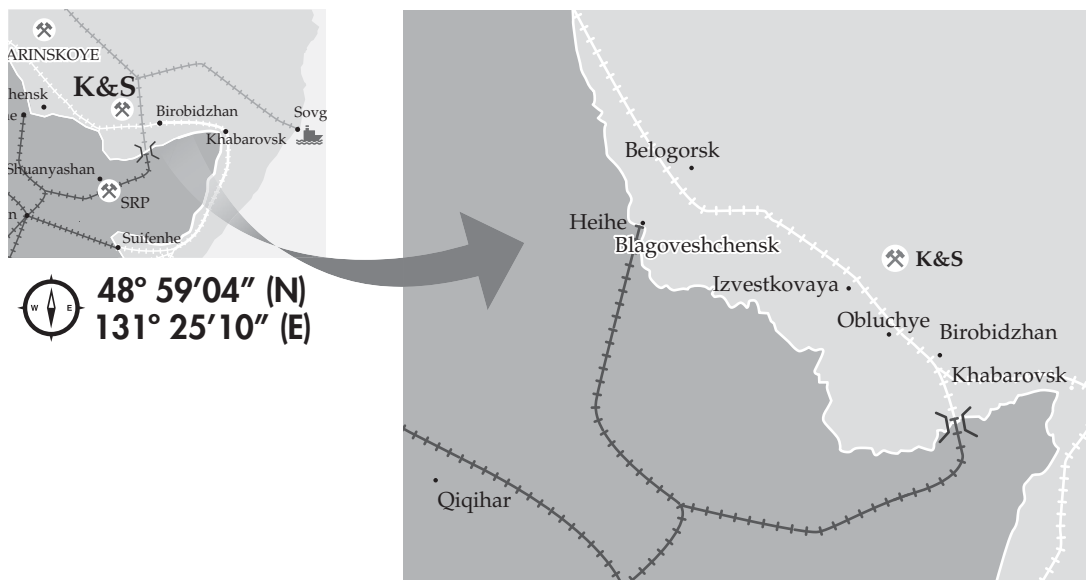 ARINSKOYE
K&S
hensk
Birobidzhan
Sovg
ne
Khabarovsk
Shuanyashan
SRP
n
Suifenhe
48° 59′04″ (N)
131° 25′10″ (E)
W E
Belogorsk
Heihe
Blagoveshchensk
K&S
Izvestkovaya
Obluchye
Birobidzhan
Khabarovsk
Qiqihar